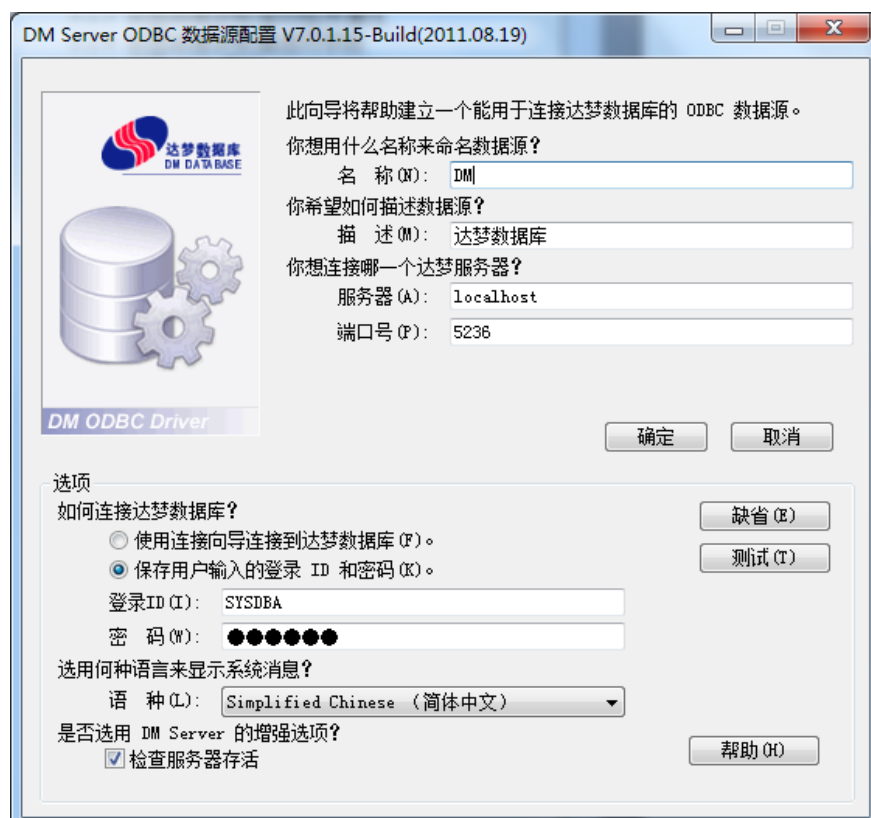 DM Server ODBC 数据源配置 V7.0.1.15-Build(2011.08.19)
达梦数据库
DM DATABASE
DM ODBC Driver
此向导将帮助建立一个能用于连接达梦数据库的 ODBC 数据源。
你想用什么名称来命名数据源?
名 称(N): DM
你希望如何描述数据源?
描 述(M): 达梦数据库
你想连接哪一个达梦服务器?
服务器(A): localhost
端口号(P): 5236
确定 取消
选项
如何连接达梦数据库?
缺省(E)
使用连接向导连接到达梦数据库(F)。
测试(T)
保存用户输入的登录 ID 和密码(K)。
登录ID(I): SYSDBA
密 码(W): ●●●●●●
选用何种语言来显示系统消息?
语 种(L): Simplified Chinese （简体中文）
是否选用 DM Server 的增强选项?
检查服务器存活
帮助(H)